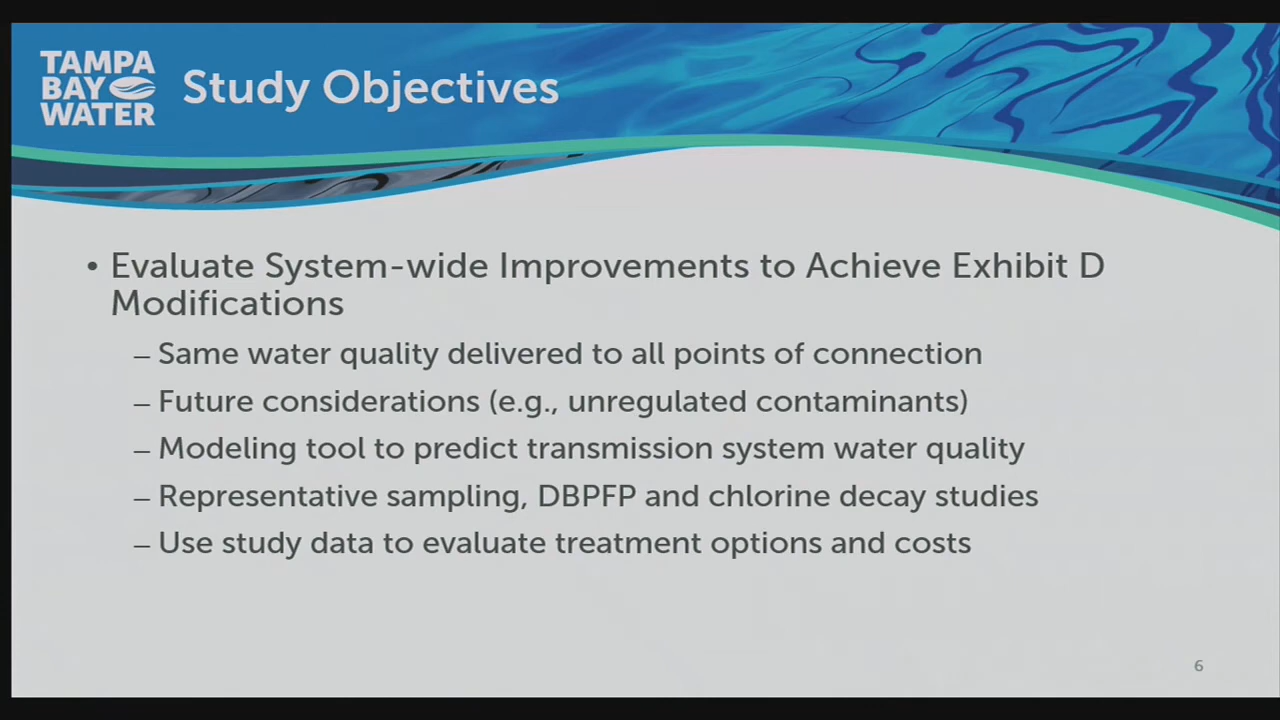 TAMPA
BAY
WATER
Study Objectives
• Evaluate System-wide Improvements to Achieve Exhibit D
Modifications
– Same water quality delivered to all points of connection
– Future considerations (e.g., unregulated contaminants)
– Modeling tool to predict transmission system water quality
– Representative sampling, DBPFP and chlorine decay studies
– Use study data to evaluate treatment options and costs
6